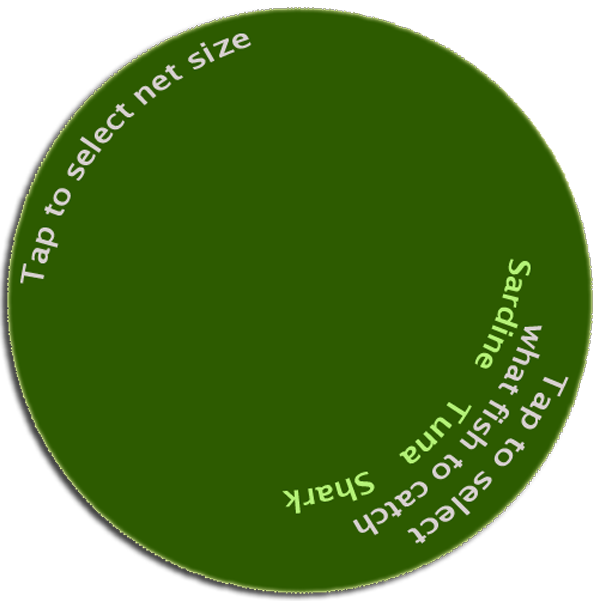 Tap to select net size
Tap to select
what fish to catch
Sardine
Tuna
Shark